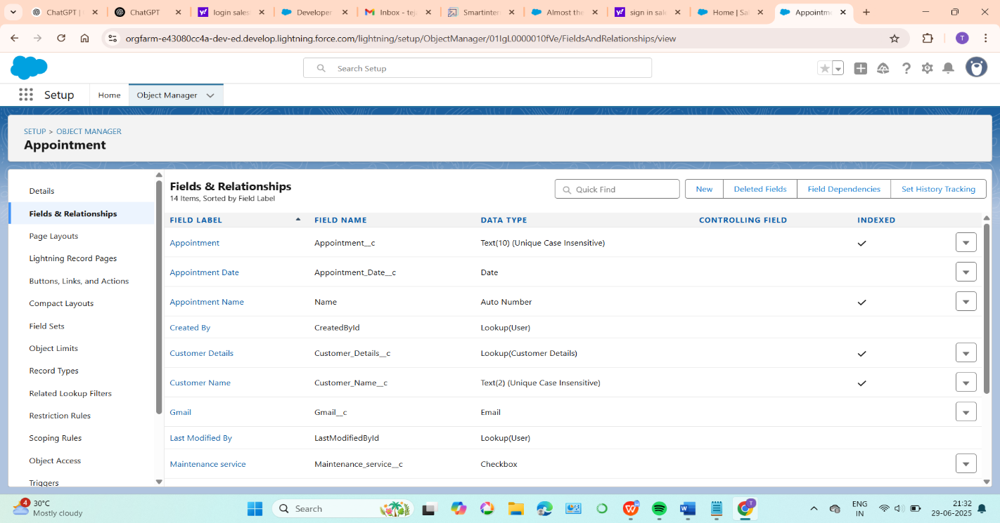 ChatGPT |
ChatGPT
login sales
Developer
Inbox - tej
Smartinter
Almost the
sign in sale
Home | Sal
Appointme
orgfarm-e43080cc4a-dev-ed.develop.lightning.force.com/lightning/setup/ObjectManager/01IgL0000010fVe/FieldsAndRelationships/view
T
Search Setup
Setup
Home
Object Manager
SETUP > OBJECT MANAGER
Appointment
Details
Fields & Relationships
Page Layouts
Lightning Record Pages
Buttons, Links, and Actions
Compact Layouts
Field Sets
Object Limits
Record Types
Related Lookup Filters
Restriction Rules
Scoping Rules
Object Access
Triggers
Fields & Relationships
14 Items, Sorted by Field Label
Quick Find
New
Deleted Fields
Field Dependencies
Set History Tracking
FIELD LABEL FIELD NAME DATA TYPE CONTROLLING FIELD INDEXED
Appointment Appointment__c Text(10) (Unique Case Insensitive)
Appointment Date Appointment_Date__c Date
Appointment Name Name Auto Number
Created By CreatedById Lookup(User)
Customer Details Customer_Details__c Lookup(Customer Details)
Customer Name Customer_Name__c Text(2) (Unique Case Insensitive)
Gmail Gmail__c Email
Last Modified By LastModifiedById Lookup(User)
Maintenance service Maintenance_service__c Checkbox
4
30°C
Mostly cloudy
Search
T
ENG
IN
21:32
29-06-2025